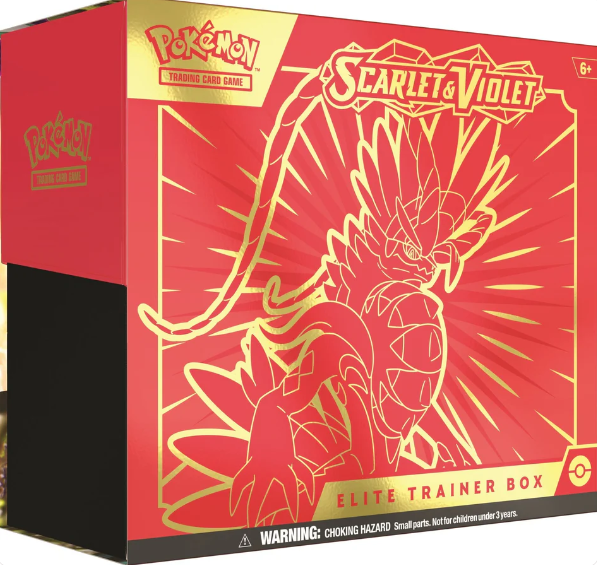 POKéMON
TRADING CARD GAME
SCARLET & VIOLET
6+
POKéMON
TRADING CARD GAME
ELITE TRAINER BOX
WARNING: CHOKING HAZARD Small parts. Not for children under 3 years.